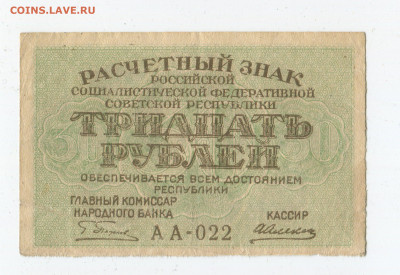 COINS.LAVE.RU
РАСЧЕТНЫЙ ЗНАК
РОССИЙСКОЙ
СОЦИАЛИСТИЧЕСКОЙ ФЕДЕРАТИВНОЙ
СОВЕТСКОЙ РЕСПУБЛИКИ
ТРИДЦАТЬ
РУБЛЕЙ
ОБЕСПЕЧИВАЕТСЯ ВСЕМ ДОСТОЯНИЕМ
РЕСПУБЛИКИ
ГЛАВНЫЙ КОМИССАР
НАРОДНОГО БАНКА
КАССИР
АА-022